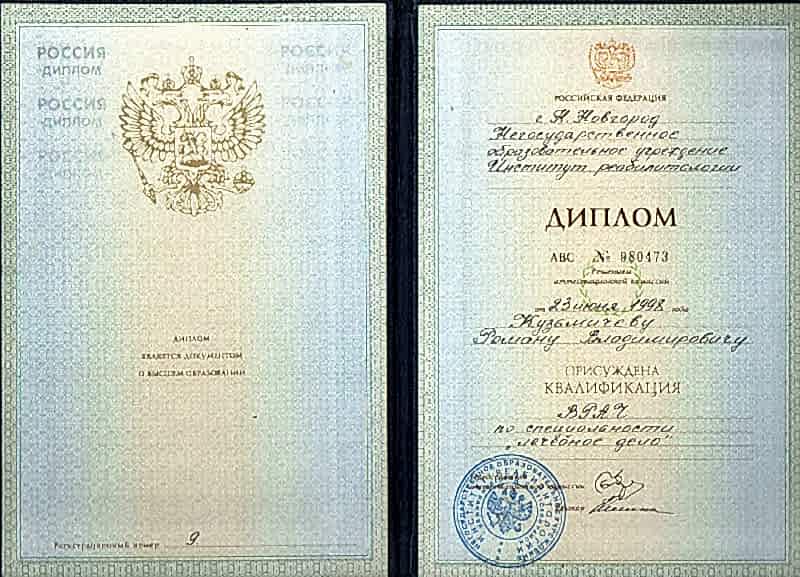 РОССИЯ
ДИПЛОМ
РОССИЯ
ДИПЛОМ
РОССИЯ
ДИПЛОМ
РОССИЯ
ДИПЛОМ
ДИПЛОМ
ЯВЛЯЕТСЯ ДОКУМЕНТОМ
О ВЫСШЕМ ОБРАЗОВАНИИ
Регистрационный номер 9
РОССИЙСКАЯ ФЕДЕРАЦИЯ
г. Н. Новгород
Негосударственное
образовательное учреждение
Институт реабилитологии
ДИПЛОМ
АВС № 980473
Решением
аттестационной комиссии
от 23 июня 1998 года
Кузьмичеву
Роману Владимировичу
ПРИСУЖДЕНА
КВАЛИФИКАЦИЯ
ВРАЧ
по специальности
„лечебное дело"